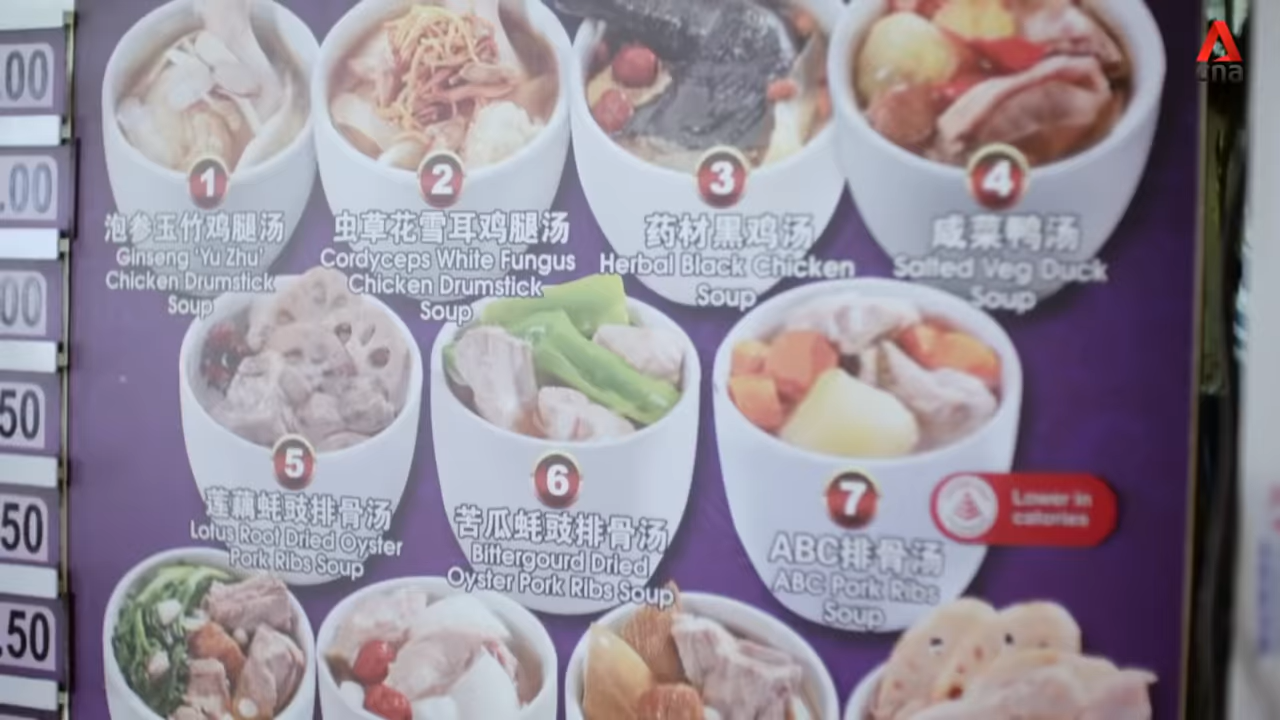 .00
.00
00
50
50
.50
cna
1
泡参玉竹鸡腿汤
Ginseng 'Yu Zhu'
Chicken Drumstick
Soup
2
虫草花雪耳鸡腿汤
Cordyceps White Fungus
Chicken Drumstick
Soup
3
药材黑鸡汤
Herbal Black Chicken
Soup
4
咸菜鸭汤
Salted Veg Duck
Soup
5
莲藕蚝豉排骨汤
Lotus Root Dried Oyster
Pork Ribs Soup
6
苦瓜蚝豉排骨汤
Bittergourd Dried
Oyster Pork Ribs Soup
7
ABC排骨汤
ABC Pork Ribs
Soup
Lower in
calories